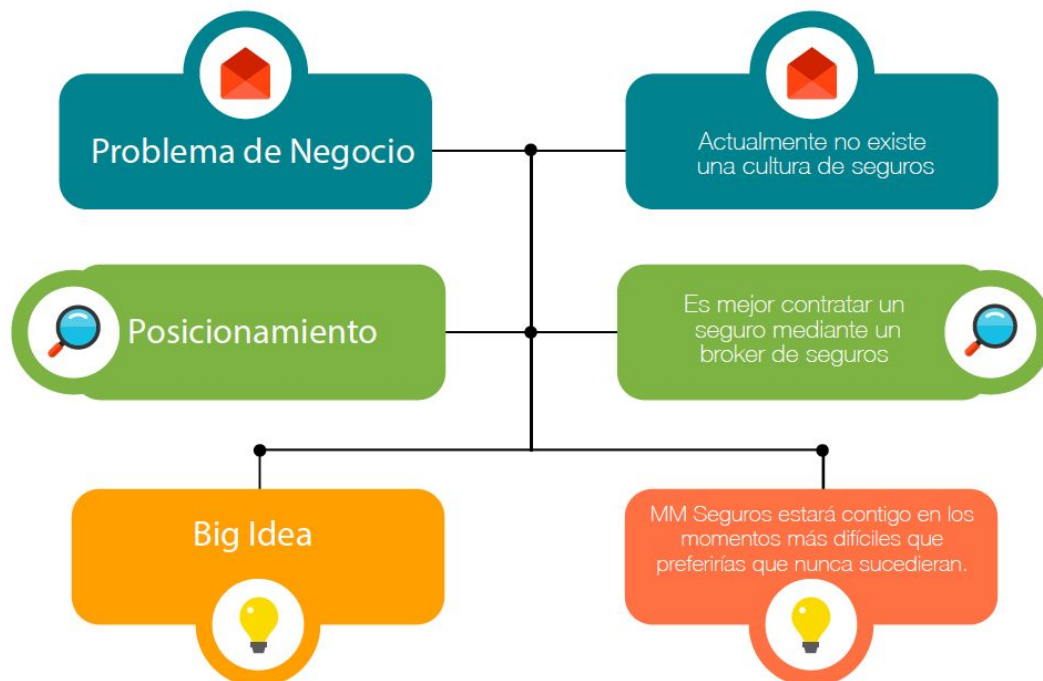 Problema de Negocio
Actualmente no existe
una cultura de seguros
Posicionamiento
Es mejor contratar un
seguro mediante un
broker de seguros
Big Idea
MM Seguros estará contigo en los
momentos más difíciles que
preferirías que nunca sucedieran.